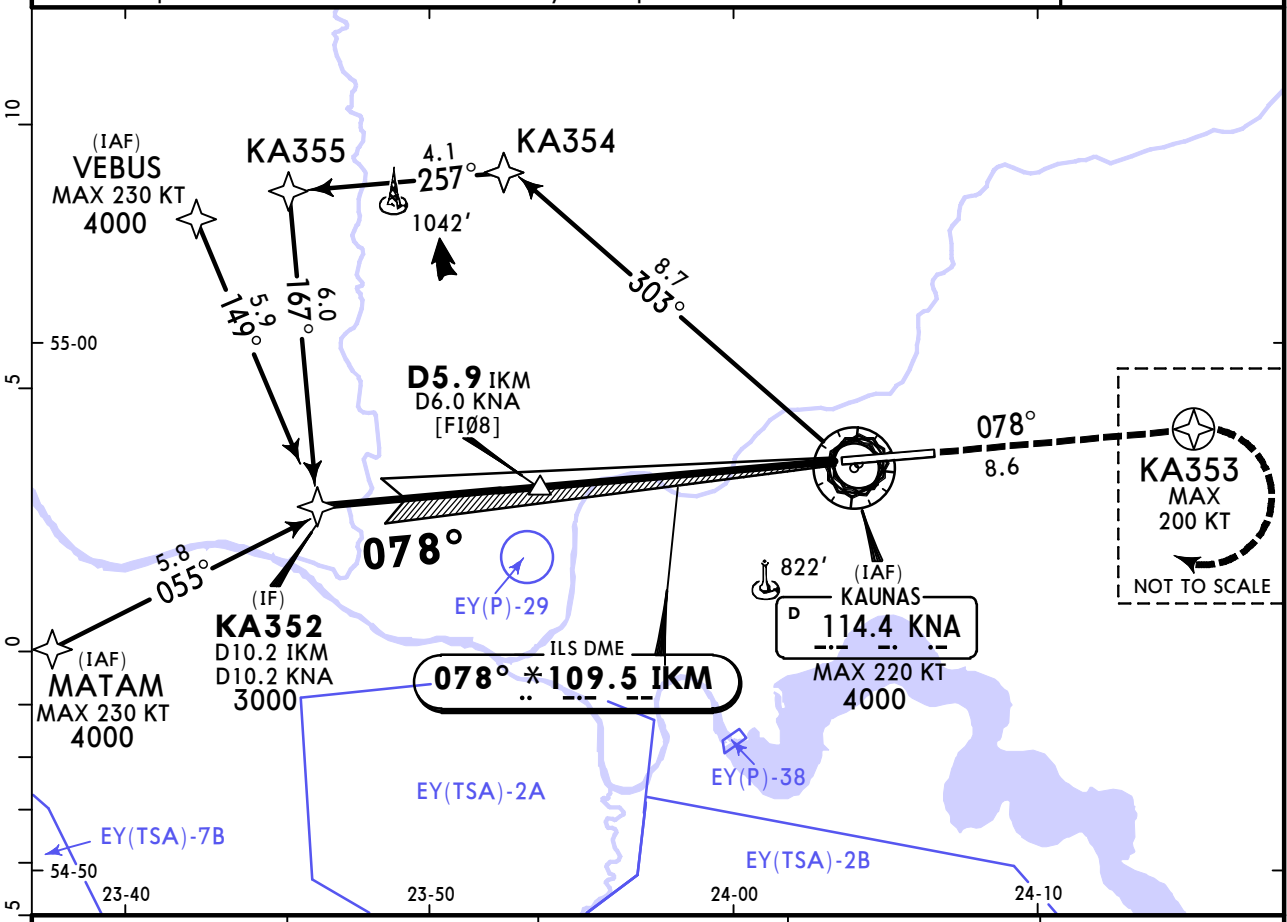 10
(IAF)
VEBUS
MAX 230 KT
4000
KA355
4.1
257°
KA354
1042'
8.7
303°
5.9
149°
6.0
167°
55-00
5
D5.9 IKM
D6.0 KNA
[FIØ8]
078°
8.6
KA353
MAX
200 KT
NOT TO SCALE
078°
5.8
055°
EY(P)-29
822'
(IF)
KA352
D10.2 IKM
D10.2 KNA
3000
(IAF)
KAUNAS
D 114.4 KNA
MAX 220 KT
4000
ILS DME
078° *109.5 IKM
0
(IAF)
MATAM
MAX 230 KT
4000
EY(P)-38
EY(TSA)-2A
EY(TSA)-7B
EY(TSA)-2B
54-50
5
23-40
23-50
24-00
24-10